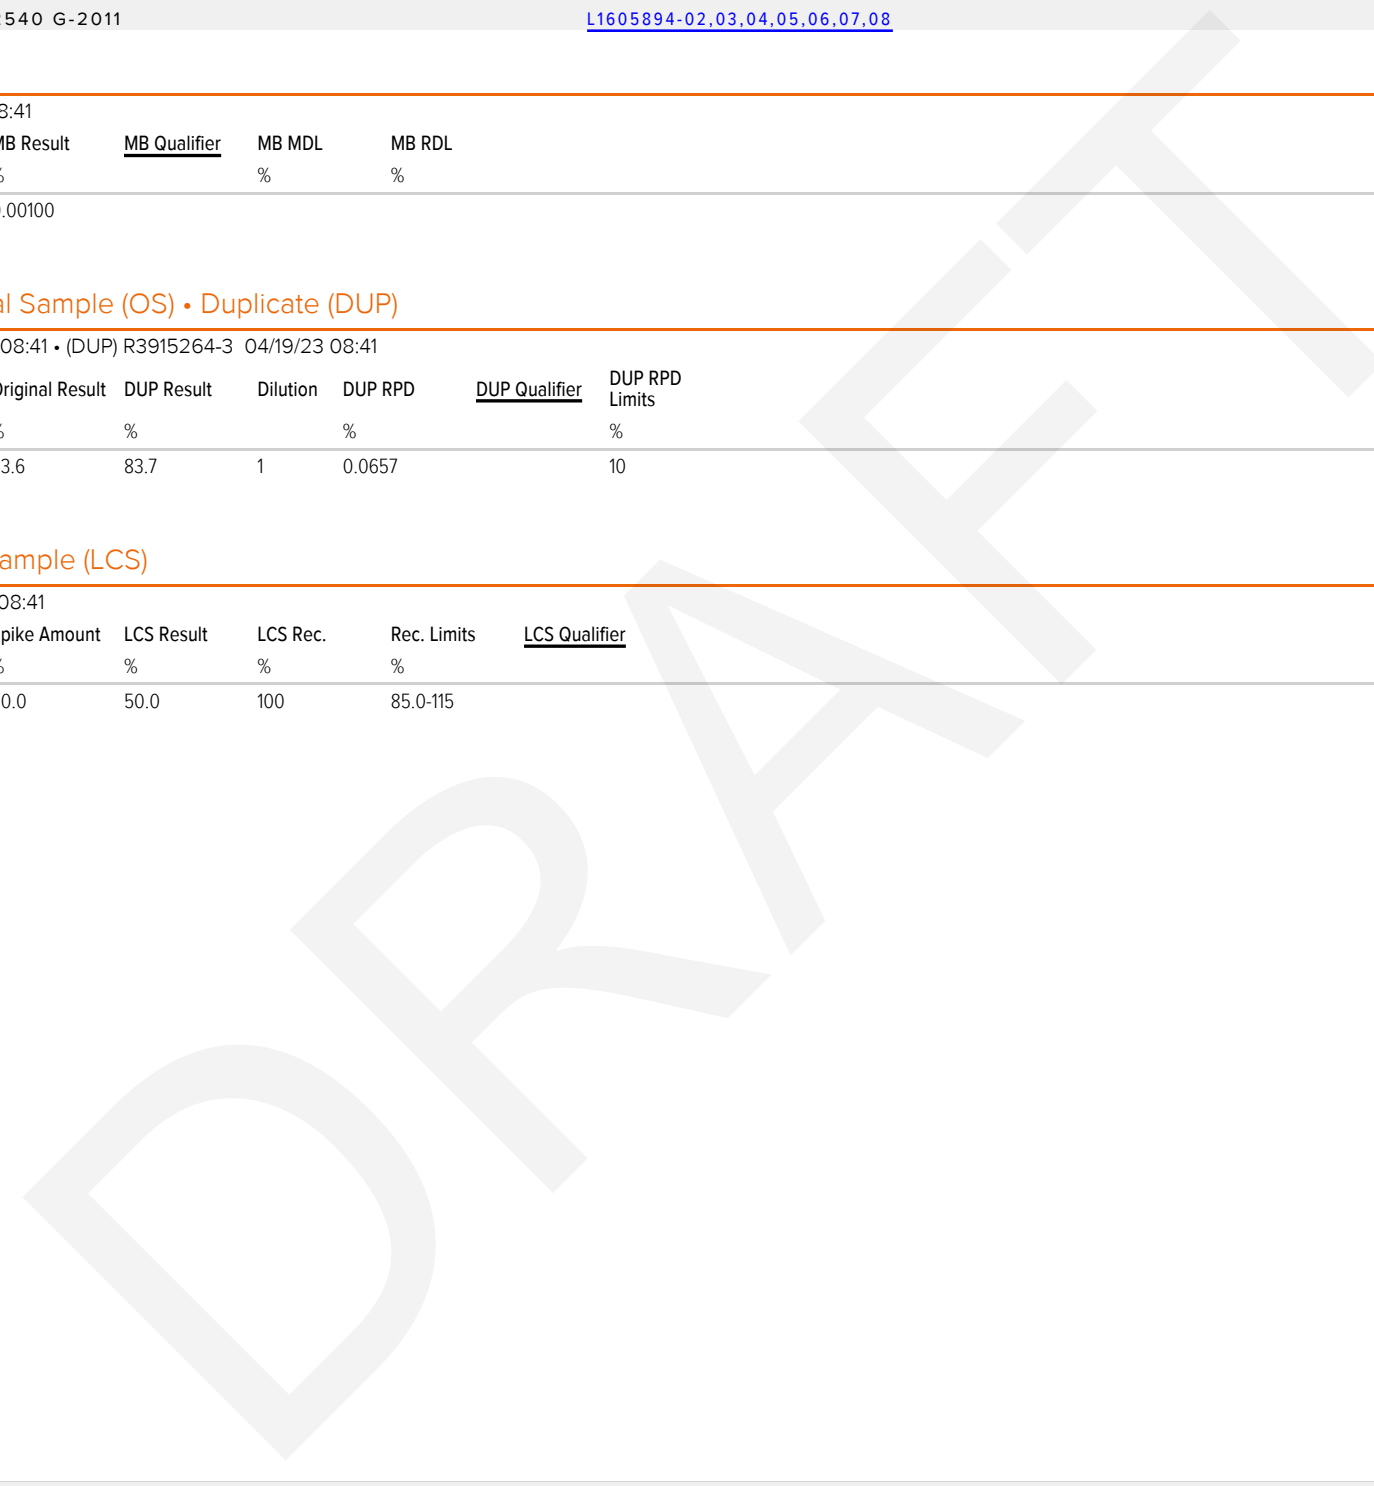 540 G-2011 L1605894-02,03,04,05,06,07,08
8:41
MB Result MB Qualifier MB MDL MB RDL
% % %
.00100
al Sample (OS) • Duplicate (DUP)
08:41 • (DUP) R3915264-3 04/19/23 08:41
Original Result DUP Result Dilution DUP RPD DUP Qualifier DUP RPD
Limits
% % % %
3.6 83.7 1 0.0657 10
ample (LCS)
08:41
pike Amount LCS Result LCS Rec. Rec. Limits LCS Qualifier
% % % %
0.0 50.0 100 85.0-115
DRAFT